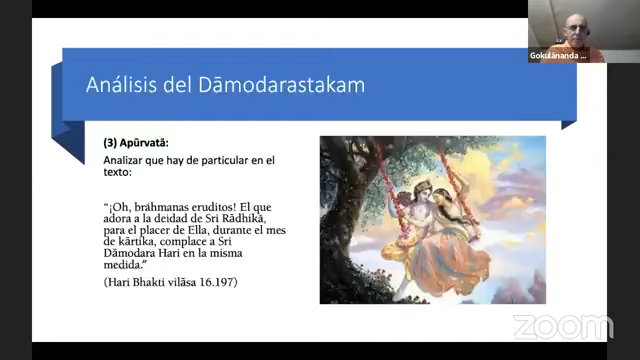 Gokulānanda ...
Análisis del Dāmodarastakam
(3) Apūrvatā:
Analizar que hay de particular en el
texto:
“¡Oh, bráhmanas eruditos! El que
adora a la deidad de Sri Rādhikā,
para el placer de Ella, durante el mes
de kārtika, complace a Sri
Dāmodara Hari en la misma
medida.”
(Hari Bhakti vilāsa 16.197)
zoom